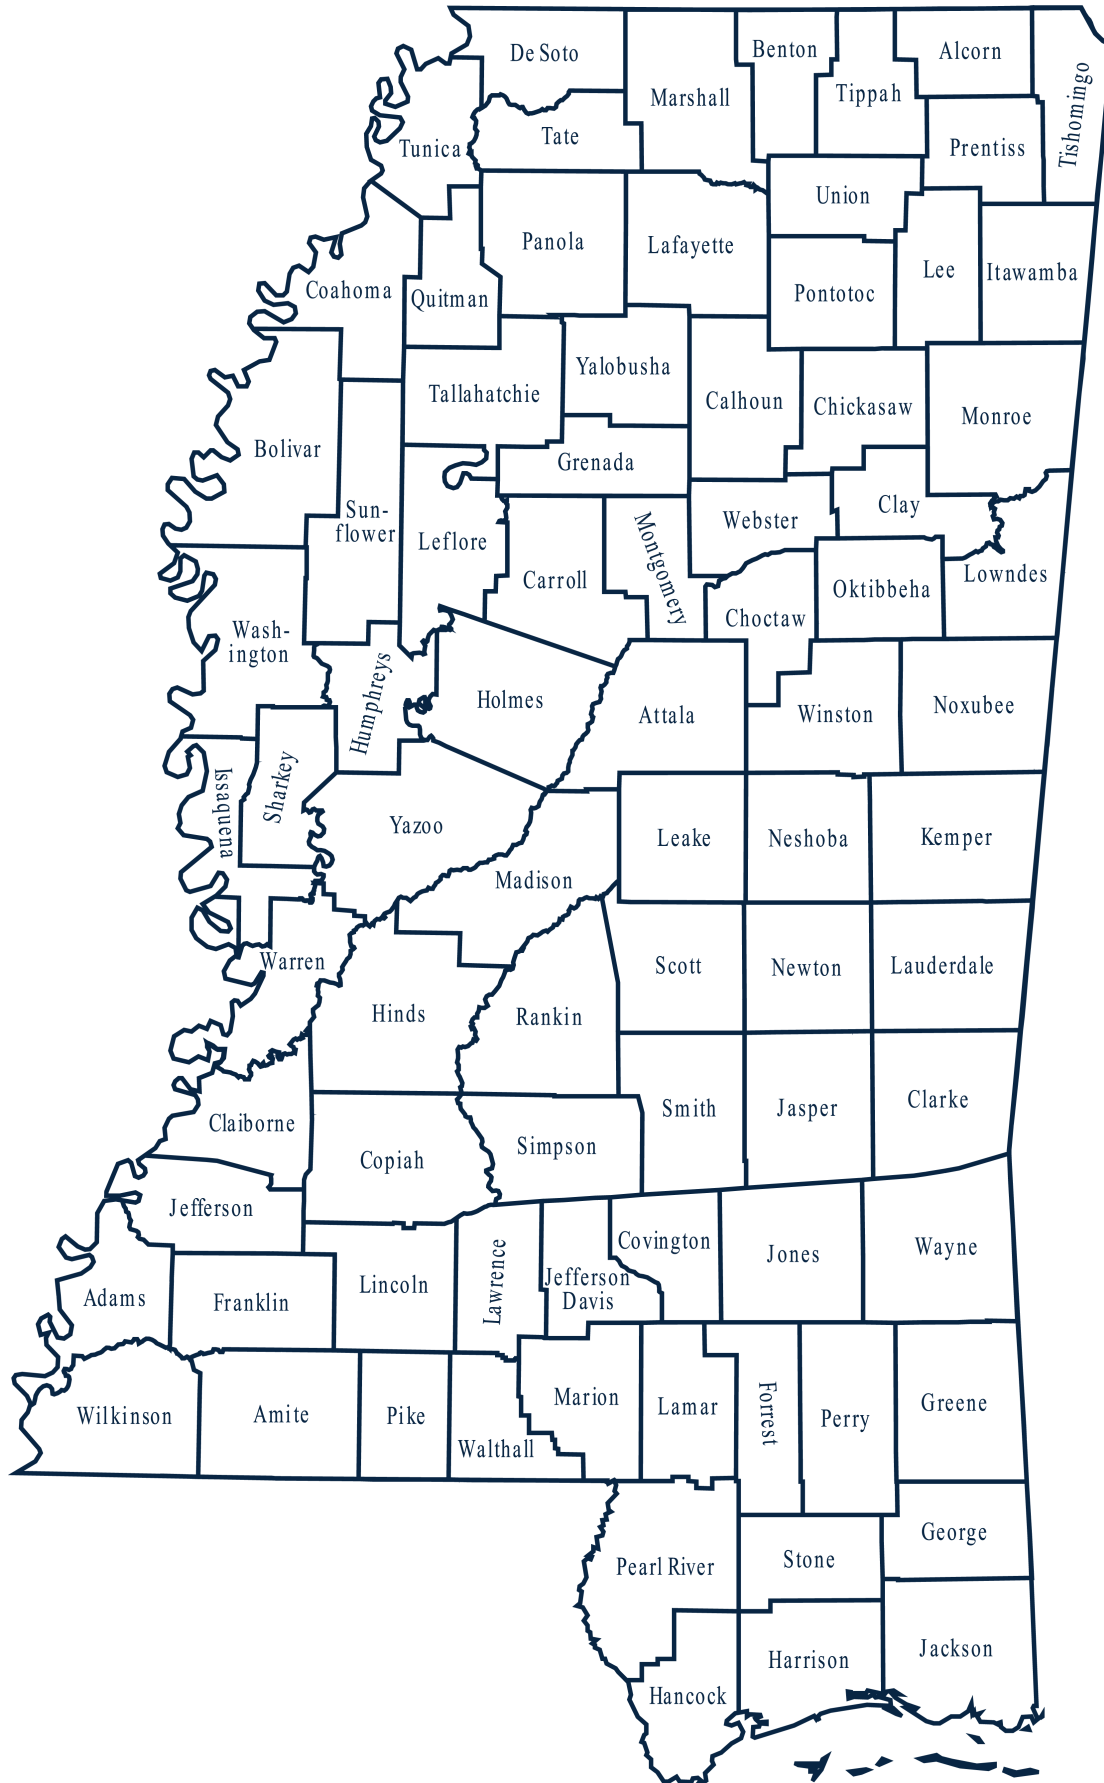 De Soto
Benton
Alcorn
Marshall
Tippah
Tishomingo
Tate
Tunica
Prentiss
Union
Panola
Lafayette
Lee
Itawamba
Coahoma
Quitman
Pontotoc
Yalobusha
Tallahatchie
Calhoun
Chickasaw
Monroe
Bolivar
Grenada
Sun-
flower
Clay
Webster
Leflore
Montgomery
Carroll
Lowndes
Oktibbeha
Choctaw
Wash-
ington
Humphreys
Holmes
Attala
Winston
Noxubee
Issaquena
Sharkey
Yazoo
Leake
Neshoba
Kemper
Madison
Warren
Scott
Newton
Lauderdale
Hinds
Rankin
Claiborne
Smith
Jasper
Clarke
Copiah
Simpson
Jefferson
Covington
Jones
Wayne
Lawrence
Jefferson
Davis
Adams
Franklin
Lincoln
Wilkinson
Amite
Pike
Walthall
Marion
Lamar
Forrest
Perry
Greene
George
Pearl River
Stone
Harrison
Jackson
Hancock